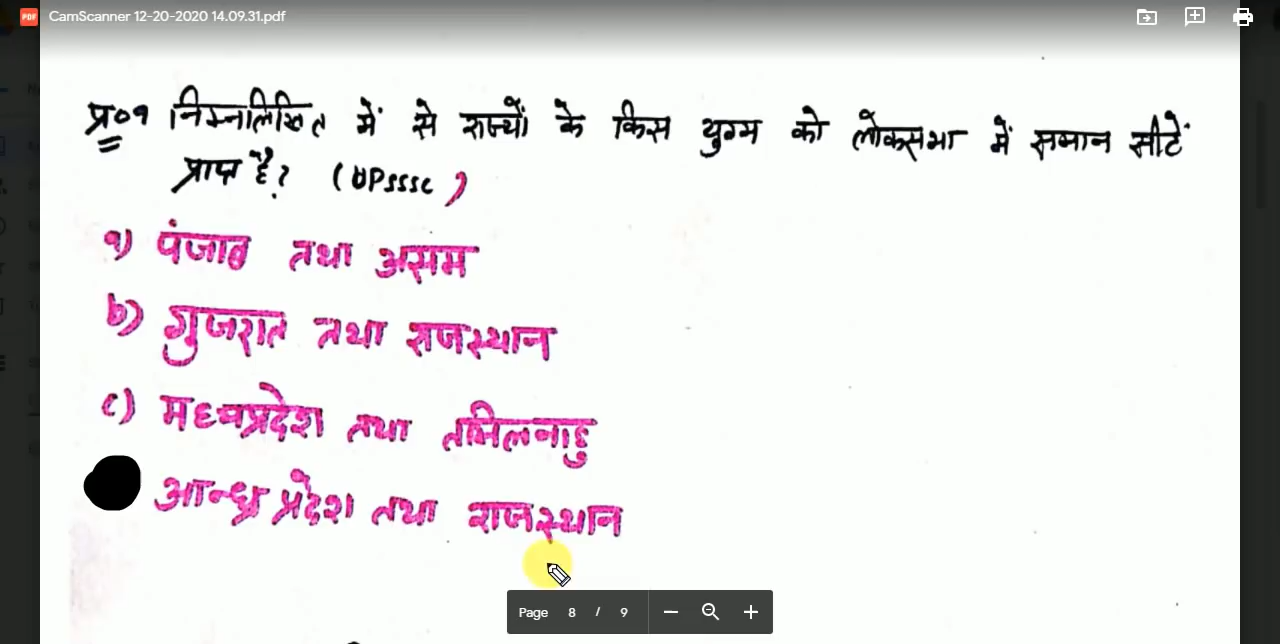 CamScanner 12-20-2020 14.09.31.pdf
प्र०१ निम्नलिखित में से राज्यों के किस युग्म को लोकसभा में समान सीटें
प्राप्त है? (UPsssc)
a) पंजाब तथा असम
b) गुजरात तथा राजस्थान
c) मध्यप्रदेश तथा तमिलनाडु
आन्ध्र प्रदेश तथा राजस्थान
Page 8 / 9